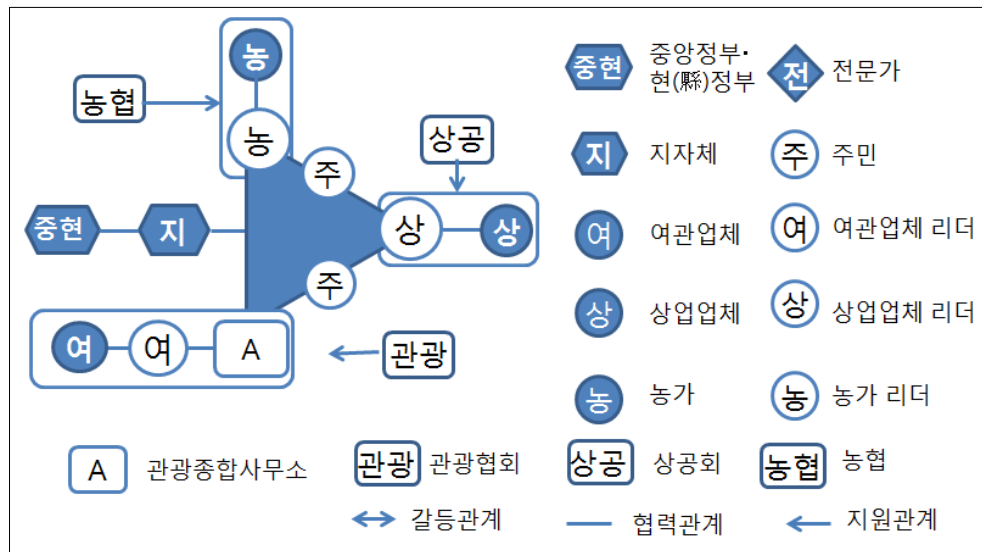 농
농협
농
주
상공
중현
지
상
상
주
여
여
A
관광
중현
중앙정부·
현(縣)정부
전
전문가
지
지자체
주
주민
여
여관업체
여
여관업체 리더
상
상업업체
상
상업업체 리더
농
농가
농
농가 리더
A
관광종합사무소
관광
관광협회
상공
상공회
농협
농협
갈등관계
협력관계
지원관계